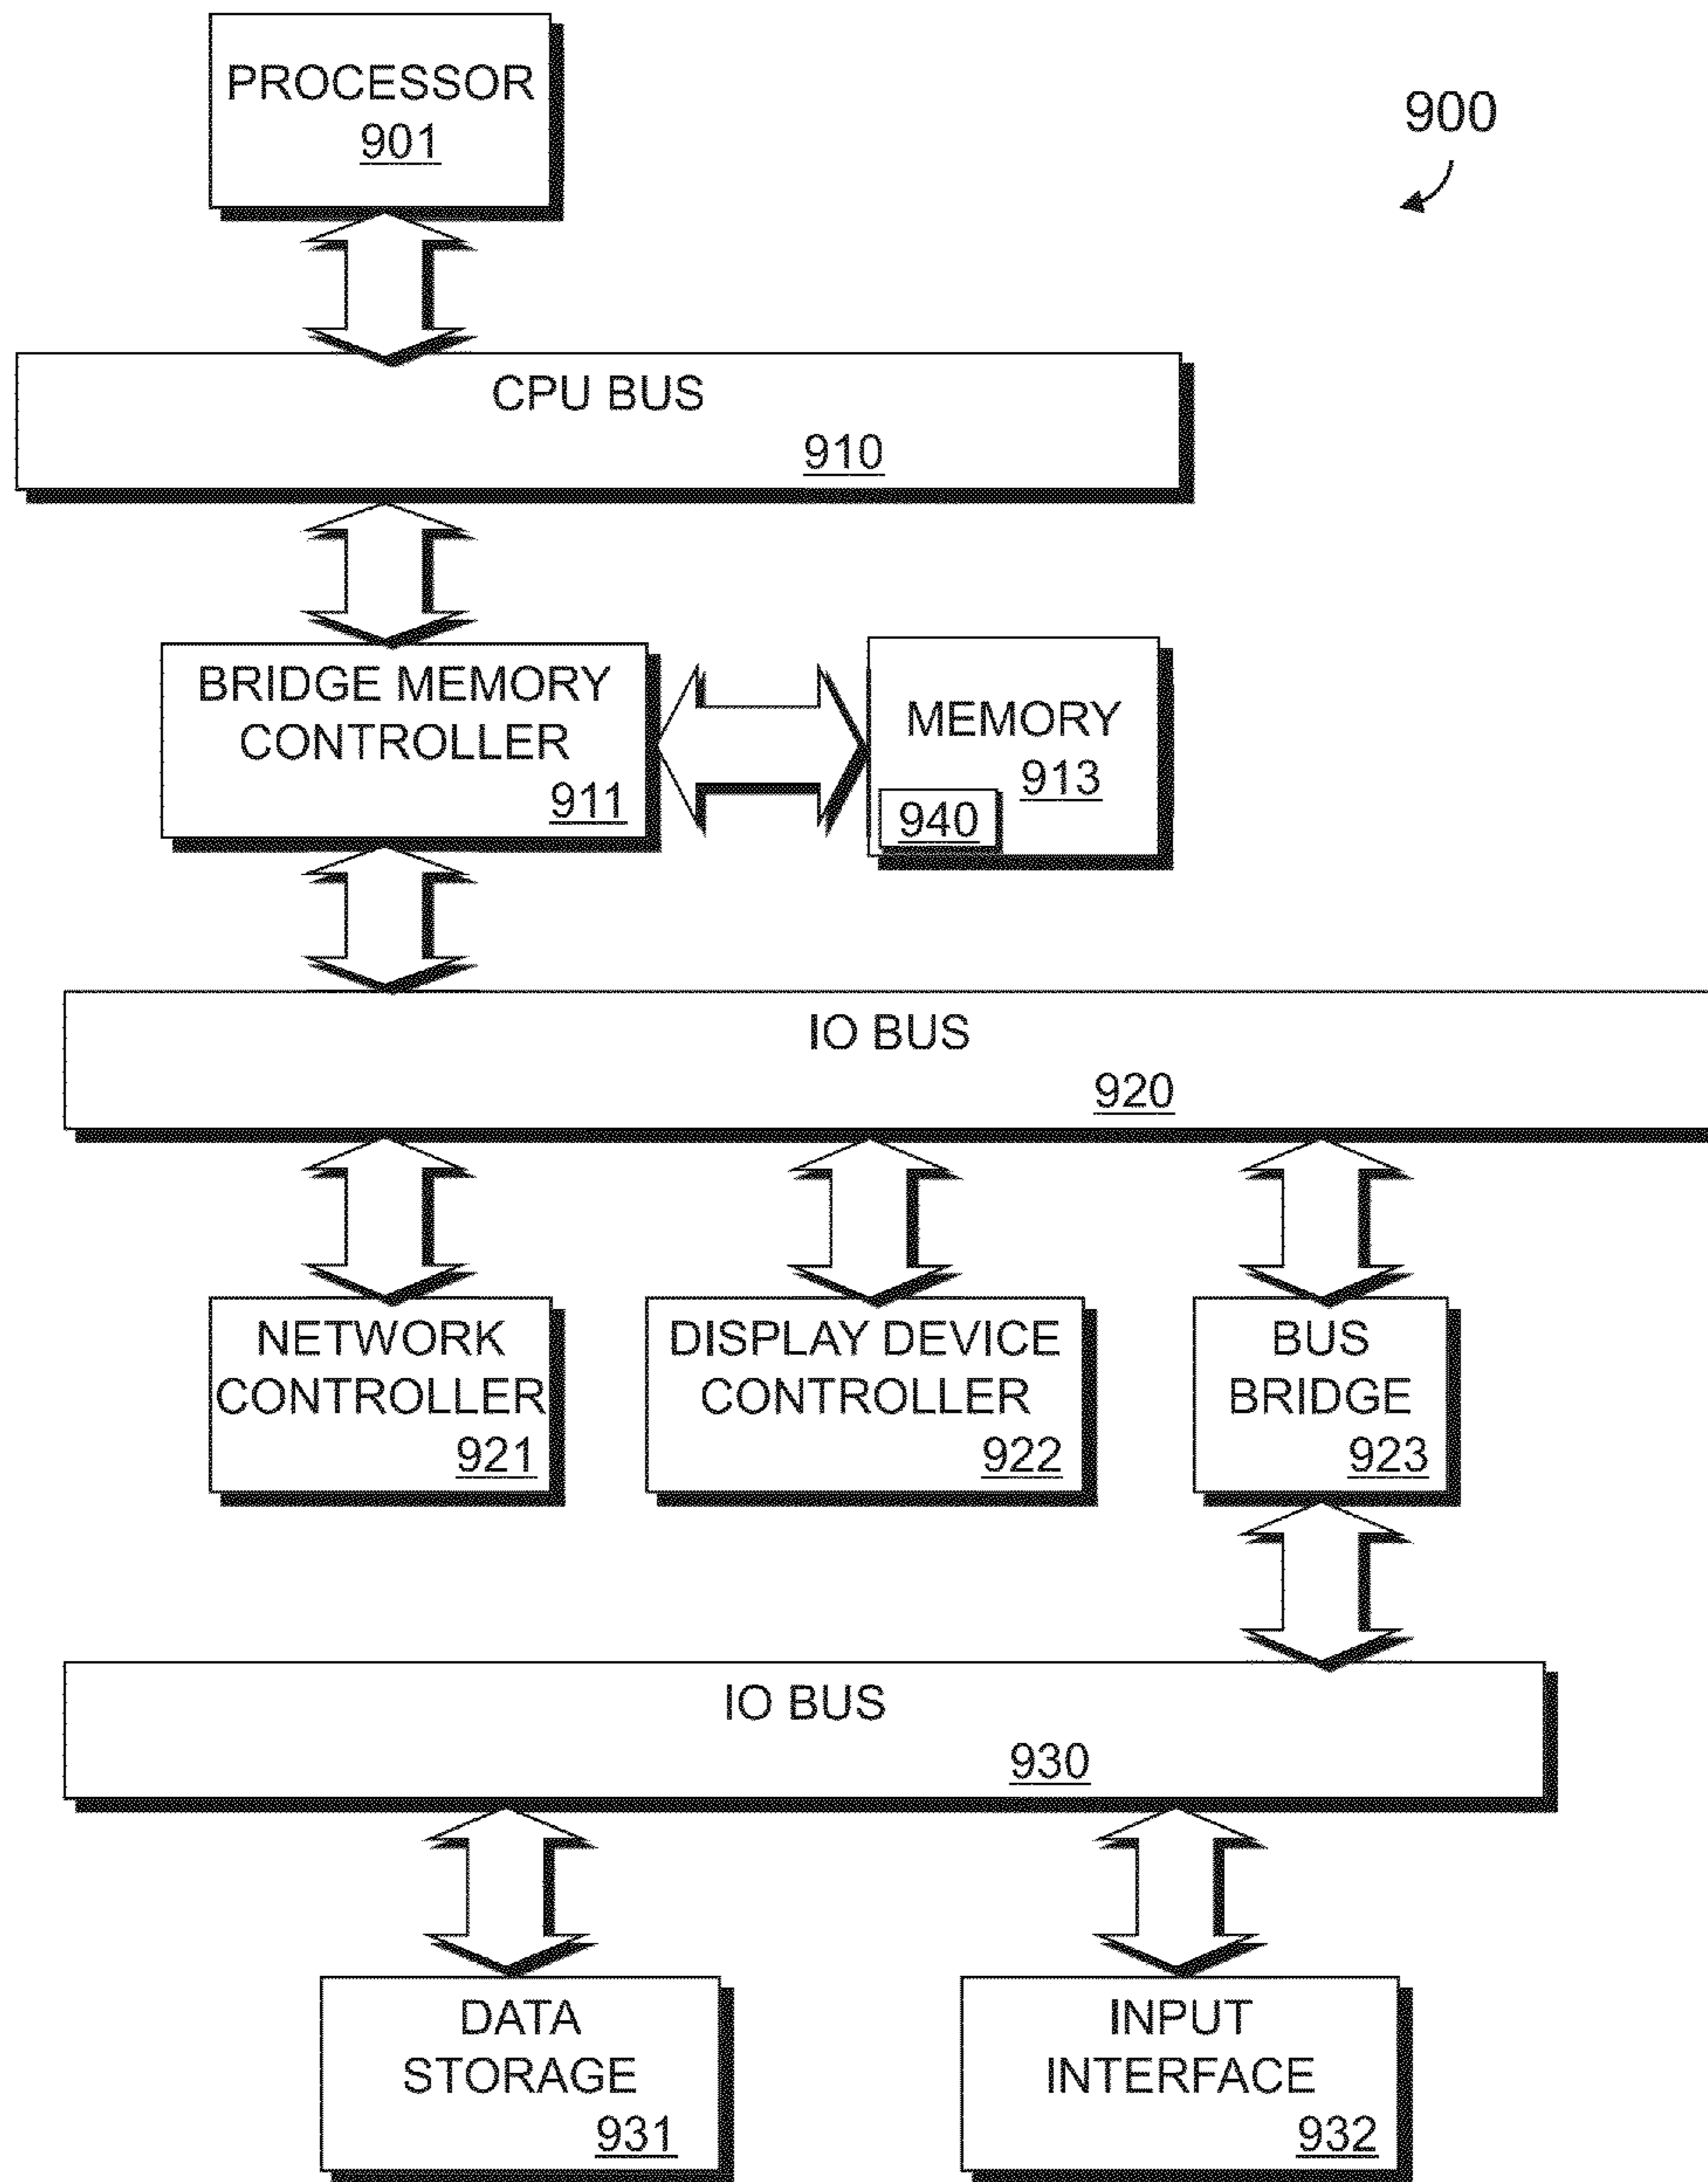 PROCESSOR
901
900
CPU BUS
910
BRIDGE MEMORY
CONTROLLER
911
MEMORY
913
940
IO BUS
920
NETWORK
CONTROLLER
921
DISPLAY DEVICE
CONTROLLER
922
BUS
BRIDGE
923
IO BUS
930
DATA
STORAGE
931
INPUT
INTERFACE
932